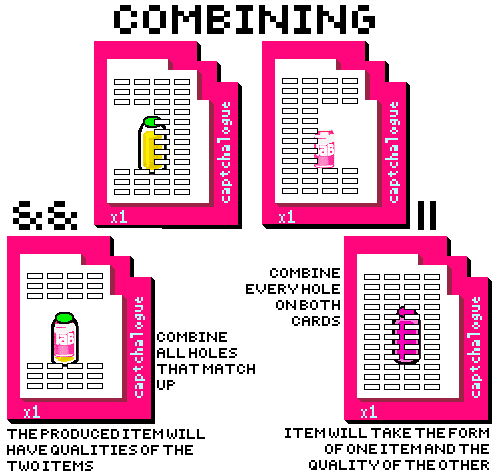 COMBINING
captchalogue
captchalogue
TaB
x1
x1
&&
||
COMBINE
EVERY HOLE
ON BOTH
CARDS
TaB
captchalogue
captchalogue
COMBINE
ALL HOLES
THAT MATCH
UP
x1
x1
THE PRODUCED ITEM WILL
HAVE QUALITIES OF THE
TWO ITEMS
ITEM WILL TAKE THE FORM
OF ONE ITEM AND THE
QUALITY OF THE OTHER